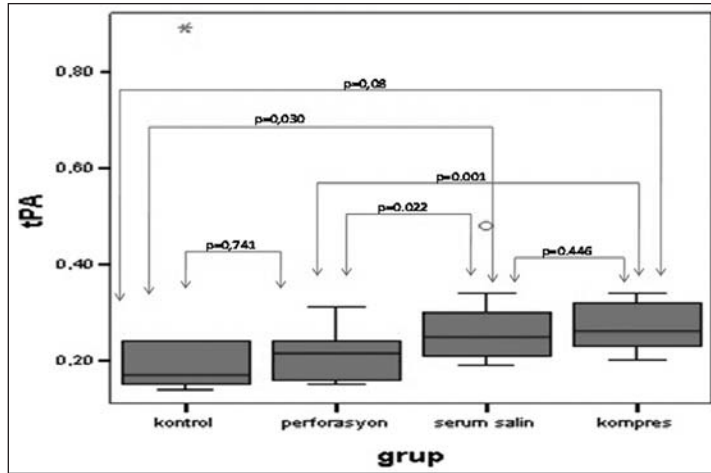 0,80
p=0,08
p=0,030
0,60
p=0.001
p=0.022
tPA
0,40
p=0,741
p=0.446
0,20
kontrol perforasyon serum salin kompres
grup